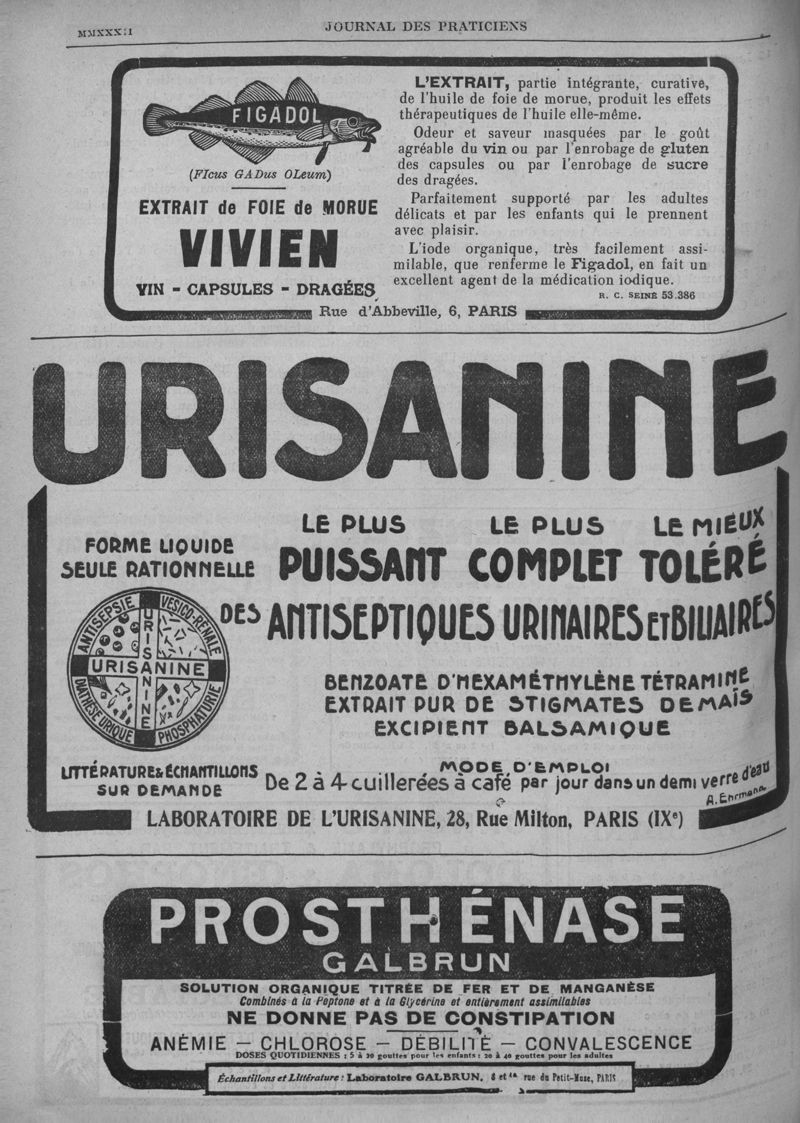 MMXXXII
JOURNAL DES PRATICIENS
FIGADOL
(FIcus GADus OLeum)
EXTRAIT de FOIE de MORUE
VIVIEN
VIN - CAPSULES - DRAGÉES
L'EXTRAIT, partie intégrante, curative,
de l'huile de foie de morue, produit les effets
thérapeutiques de l'huile elle-même.
Odeur et saveur masquées par le goût
agréable du vin ou par l'enrobage de gluten
des capsules ou par l'enrobage de sucre
des dragées.
Parfaitement supporté par les adultes
délicats et par les enfants qui le prennent
avec plaisir.
L'iode organique, très facilement assi-
milable, que renferme le Figadol, en fait un
excellent agent de la médication iodique.
R. C. SEINE 53.386
Rue d'Abbeville, 6, PARIS
URISANINE
FORME LIQUIDE
SEULE RATIONNELLE
LE PLUS LE PLUS LE MIEUX
PUISSANT COMPLET TOLÉRÉ
DES ANTISEPTIQUES URINAIRES ET BILIAIRES
ANTISEPSIE VESICO-RÉNALE
URISANINE
URISANINE
DIATHÈSE URIQUE PHOSPHATURIE
BENZOATE D'HEXAMÉTHYLÈNE TÉTRAMINE
EXTRAIT PUR DE STIGMATES DE MAÏS
EXCIPIENT BALSAMIQUE
LITTÉRATURE & ÉCHANTILLONS
SUR DEMANDE
MODE D'EMPLOI
De 2 à 4 cuillerées à café par jour dans un demi verre d'eau
A. Ehrmann
LABORATOIRE DE L'URISANINE, 28, Rue Milton, PARIS (IXe)
PROSTHÉNASE
GALBRUN
SOLUTION ORGANIQUE TITRÉE DE FER ET DE MANGANÈSE
Combinés à la Peptone et à la Glycérine et entièrement assimilables
NE DONNE PAS DE CONSTIPATION
ANÉMIE — CHLOROSE — DÉBILITÉ — CONVALESCENCE
DOSES QUOTIDIENNES : 5 à 20 gouttes pour les enfants : 20 à 40 gouttes pour les adultes
Échantillons et Littérature : Laboratoire GALBRUN, 8 et rue du Petit-Musc, PARIS